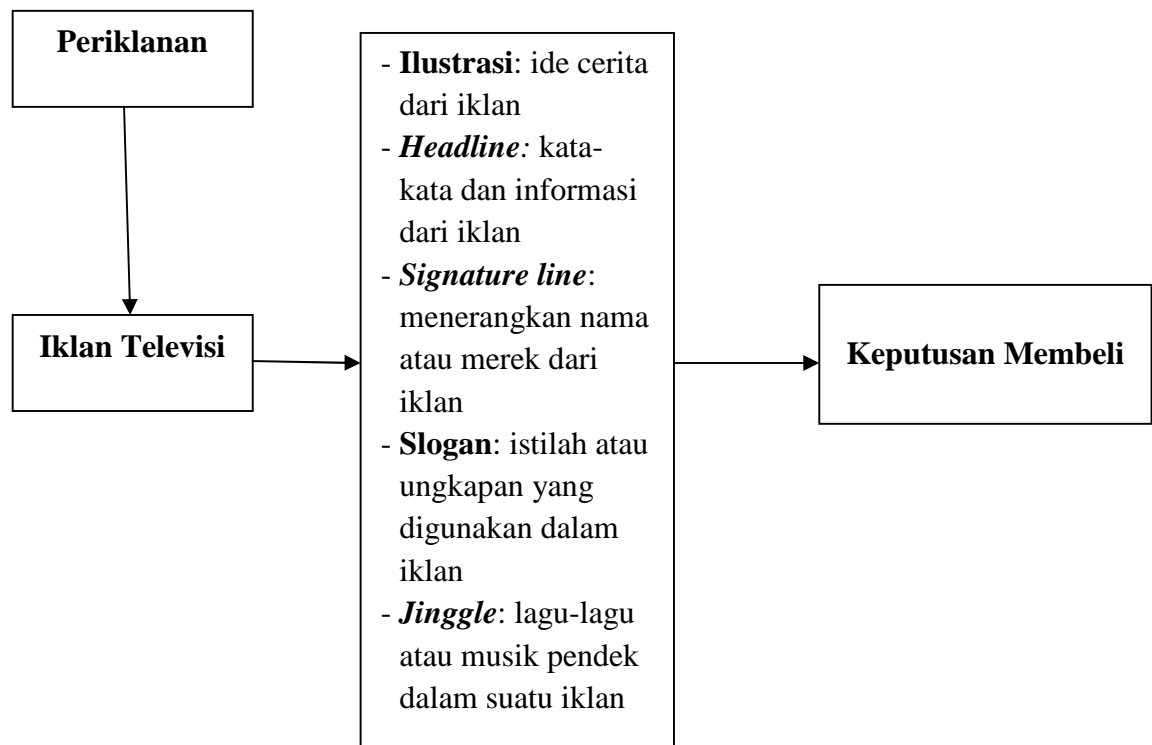 Periklanan
Iklan Televisi
- Ilustrasi: ide cerita
dari iklan
- Headline: kata-
kata dan informasi
dari iklan
- Signature line:
menerangkan nama
atau merek dari
iklan
- Slogan: istilah atau
ungkapan yang
digunakan dalam
iklan
- Jinggle: lagu-lagu
atau musik pendek
dalam suatu iklan
Keputusan Membeli